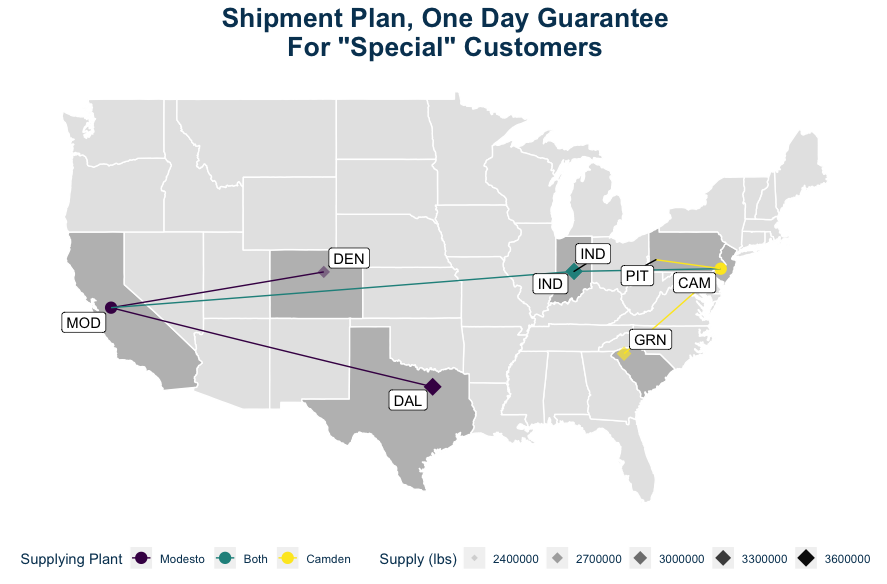 Shipment Plan, One Day Guarantee
For "Special" Customers
DEN
IND
IND
PIT
CAM
MOD
GRN
DAL
Supplying Plant Modesto Both Camden Supply (lbs) 2400000 2700000 3000000 3300000 3600000